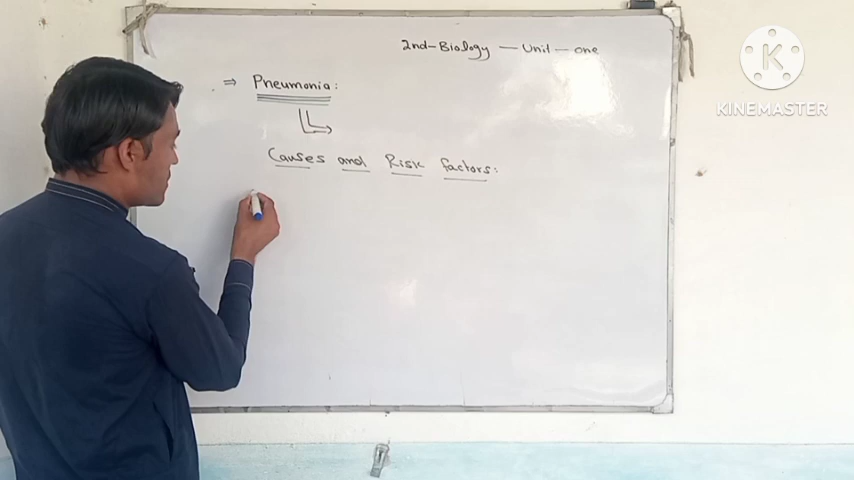 2nd-Biology - Unit - one
⇒ Pneumonia:
Causes and Risk factors:
K
KINEMASTER